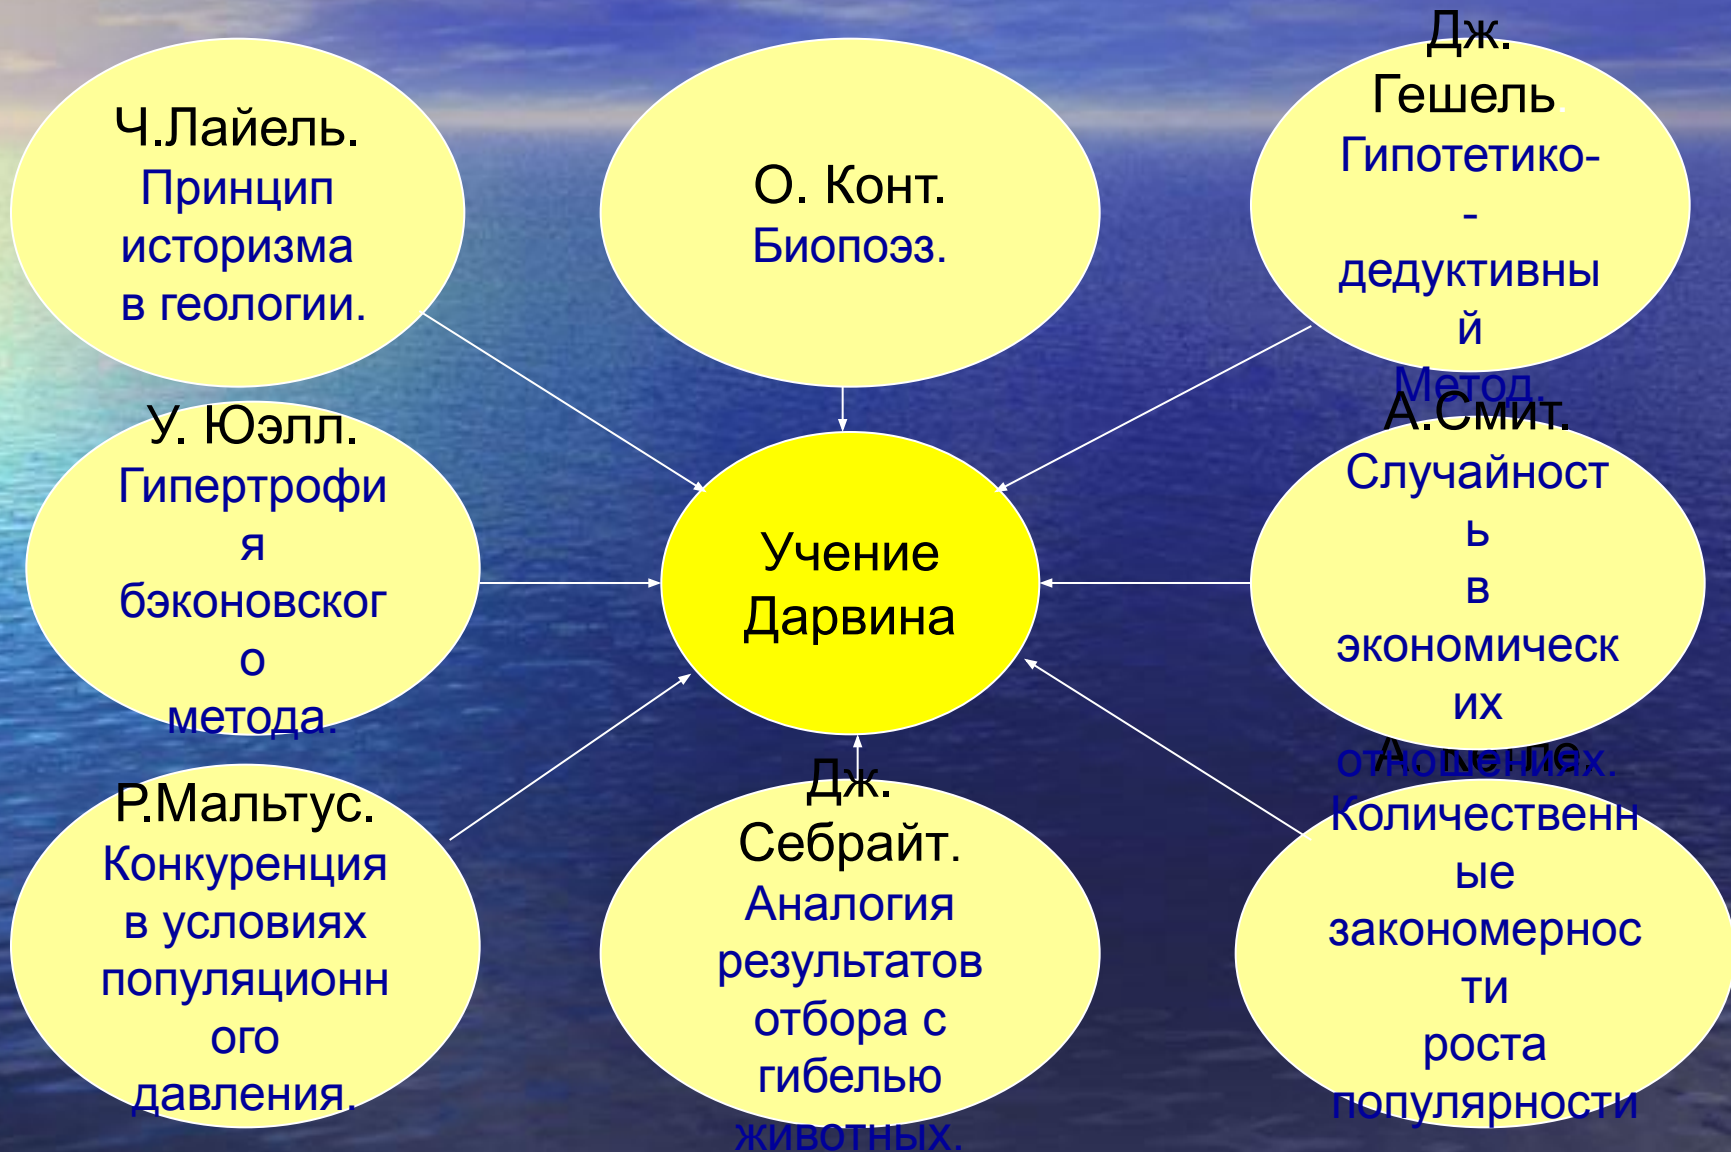 Ч.Лайель.
Принцип
историзма
в геологии.
О. Конт.
Биопоэз.
Дж.
Гешель.
Гипотетико-
-
дедуктивны
й
Метод.
У. Юэлл.
Гипертрофи
я
бэконовског
о
метода.
Учение
Дарвина
А.Смит.
Случайност
ь
в
экономическ
их
отношениях.
Р.Мальтус.
Конкуренция
в условиях
популяционн
ого
давления.
Дж.
Себрайт.
Аналогия
результатов
отбора с
гибелью
животных.
А.
Количественн
ые
закономернос
ти
роста
популярности